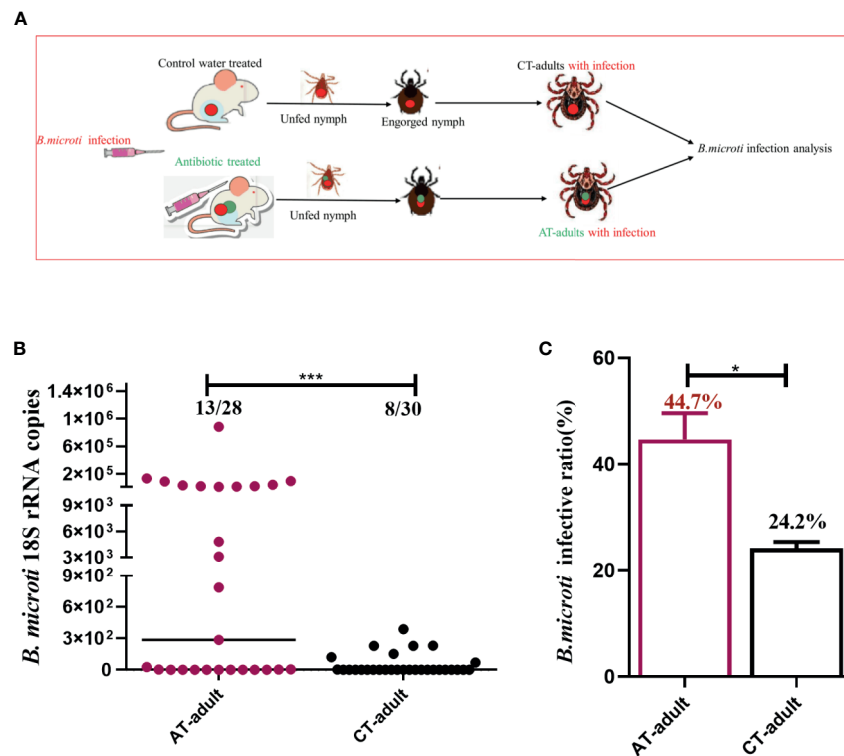 A
Control water treated
CT-adults with infection
Unfed nymph
Engorged nymph
B.microti infection
B.microti infection analysis
Antibiotic treated
Unfed nymph
AT-adults with infection
B
***
13/28
8/30
1.4×10⁶
1×10⁶
6×10⁵
2×10⁵
9×10³
3×10³
9×10²
6×10²
3×10²
0
B. microti 18S rRNA copies
AT-adult
CT-adult
C
*
44.7%
24.2%
60
40
20
0
B.microti infective ratio(%)
AT-adult
CT-adult